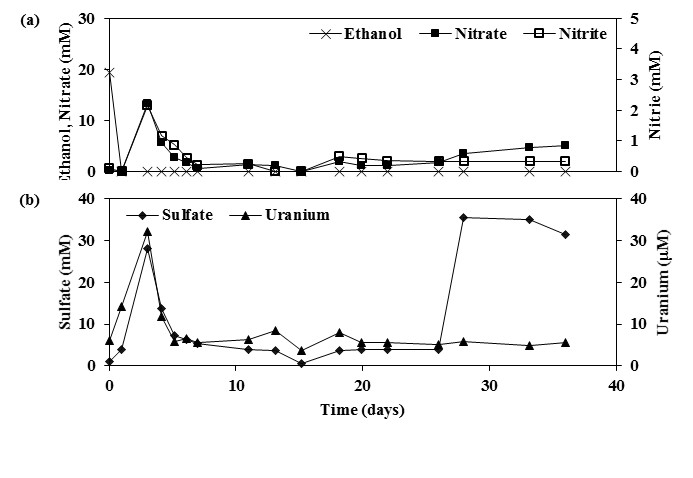 (a)
30
20
10
0
Ethanol, Nitrate (mM)
Ethanol Nitrate Nitrite
5
4
3
2
1
0
Nitrie (mM)
(b)
40
30
20
10
0
Sulfate (mM)
Sulfate Uranium
40
30
20
10
0
Uranium (μM)
0 10 20 30 40
Time (days)